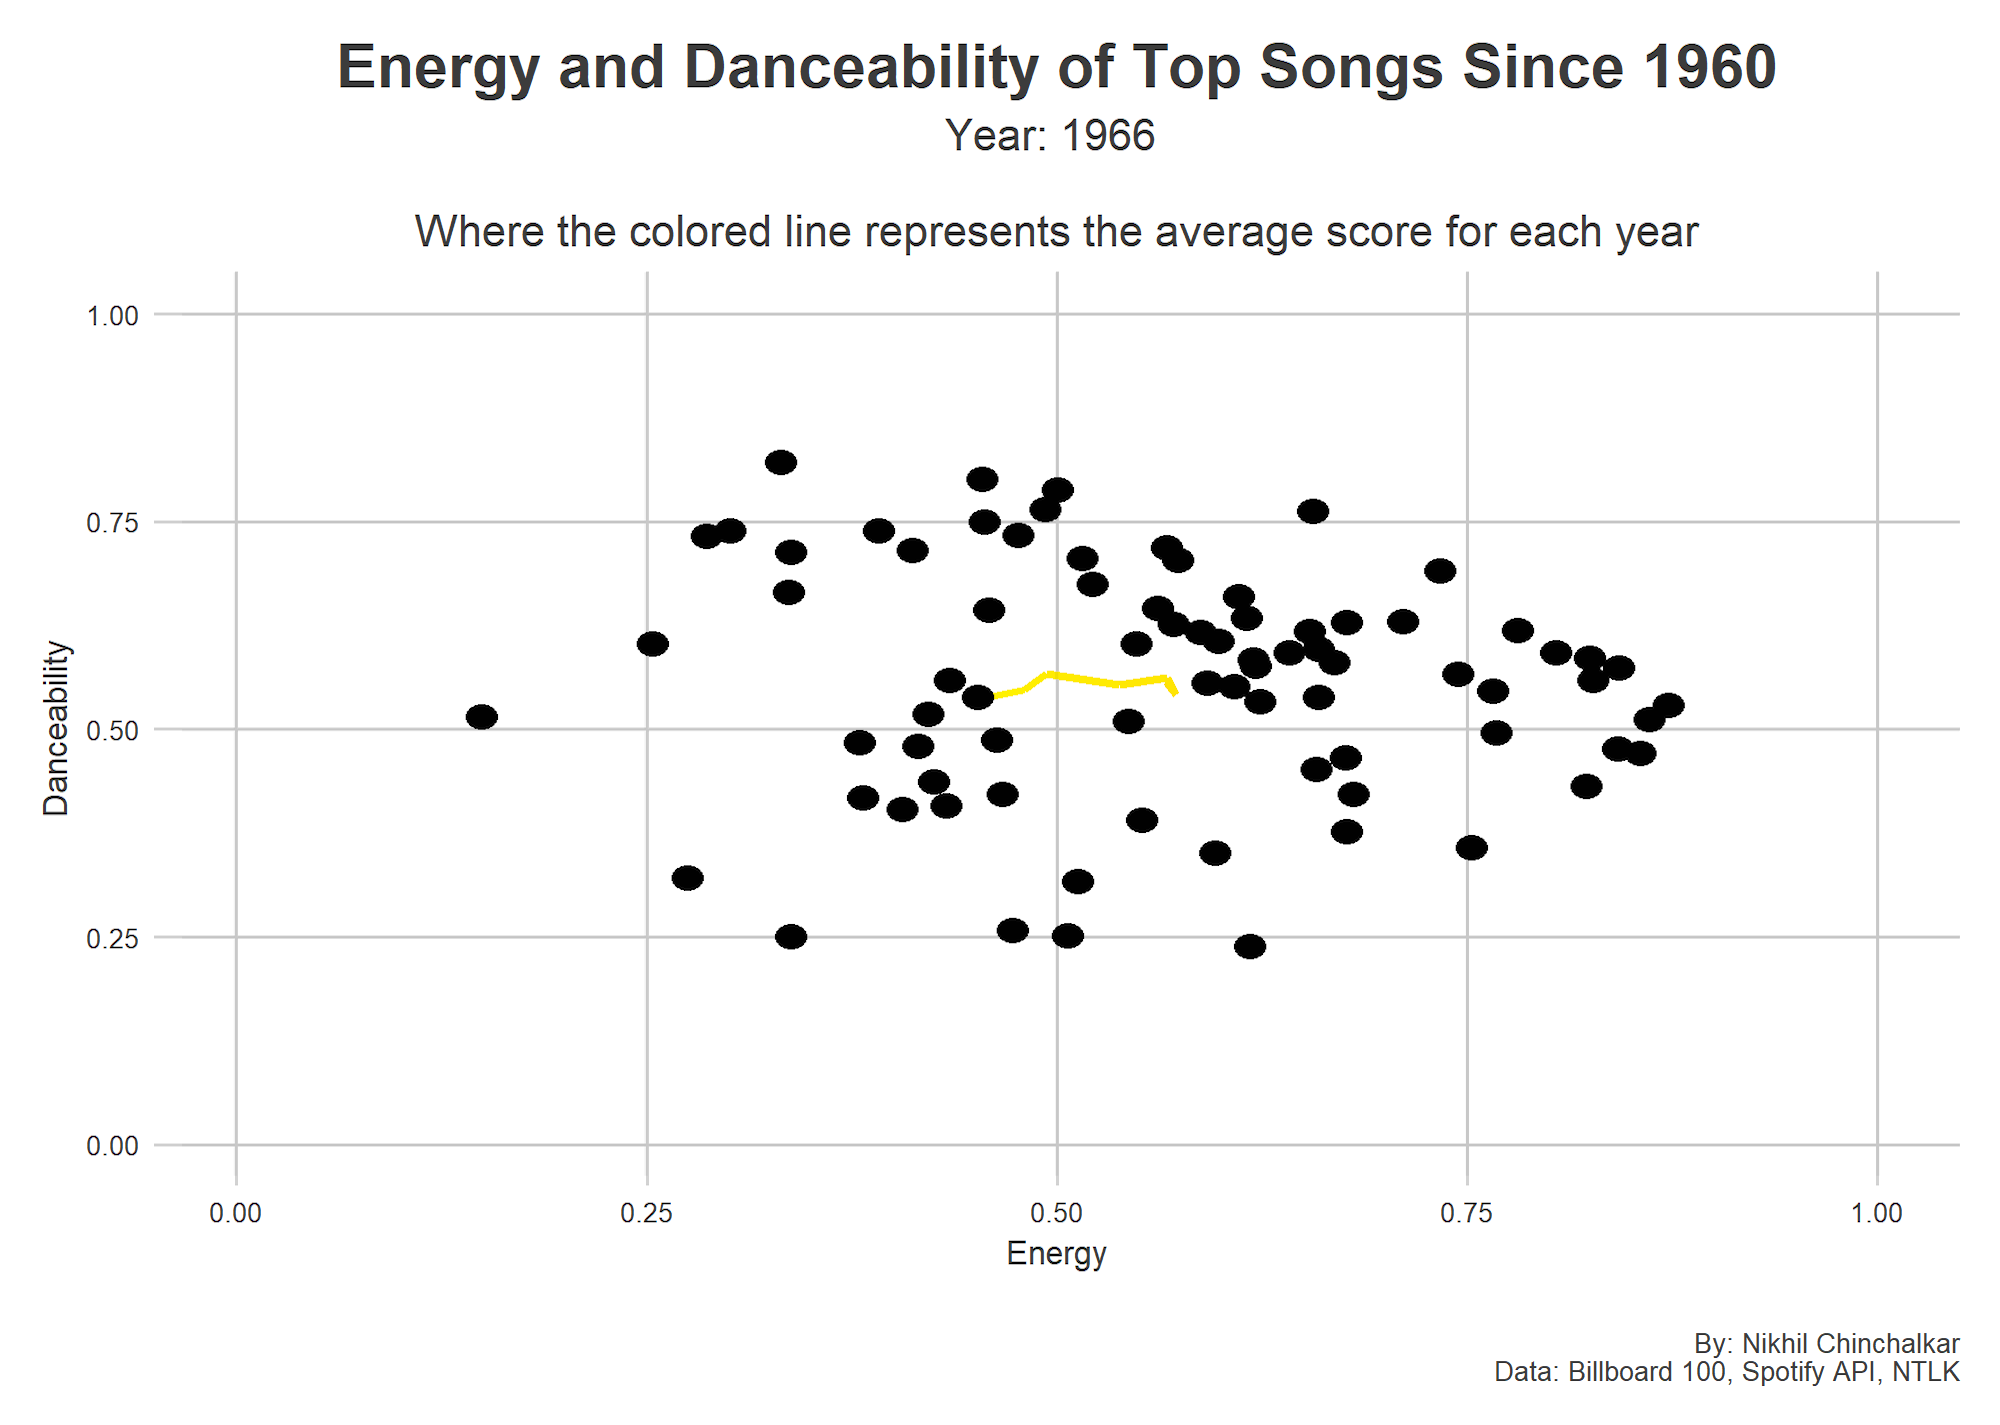 Energy and Danceability of Top Songs Since 1960
Year: 1966
Where the colored line represents the average score for each year
1.00
0.75
0.50
0.25
0.00
Danceability
0.00 0.25 0.50 0.75 1.00
Energy
By: Nikhil Chinchalkar
Data: Billboard 100, Spotify API, NTLK